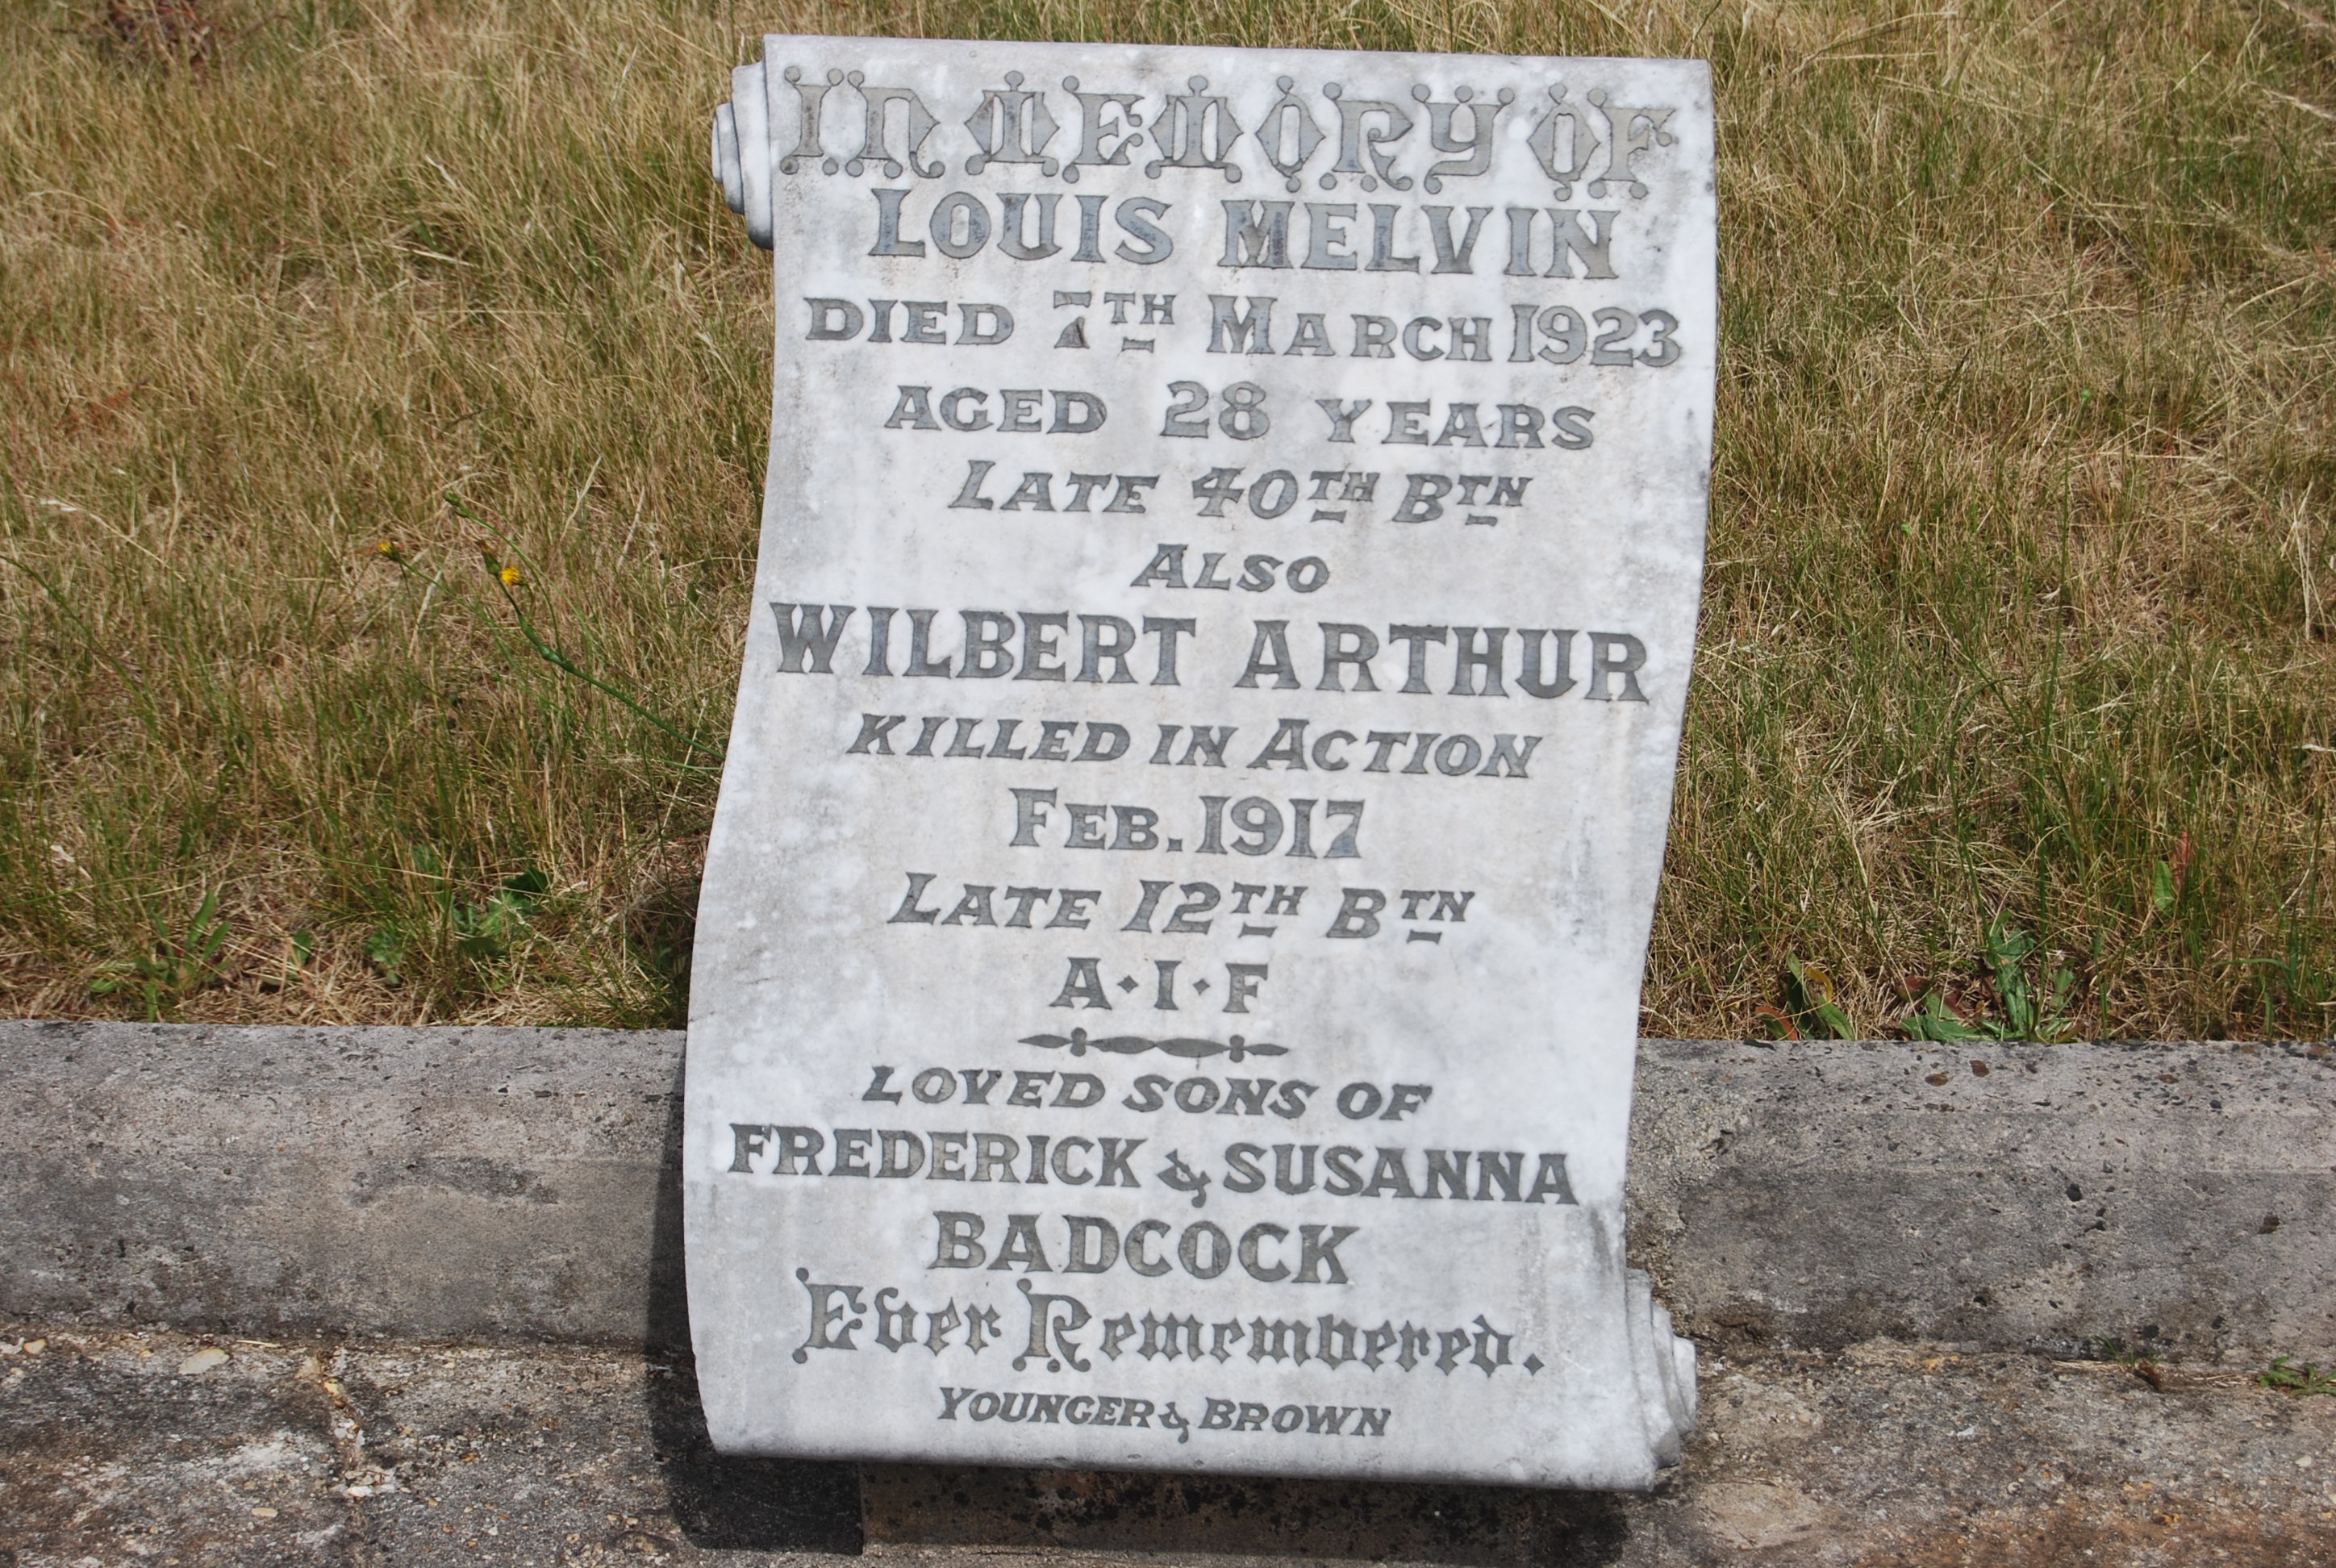 IN MEMORY OF
LOUIS MELVIN
DIED 7TH MARCH 1923
AGED 28 YEARS
LATE 40TH BTN
ALSO
WILBERT ARTHUR
KILLED IN ACTION
FEB. 1917
LATE 12TH BTN
A·I·F
LOVED SONS OF
FREDERICK & SUSANNA
BADCOCK
Ever Remembered.
YOUNGER & BROWN